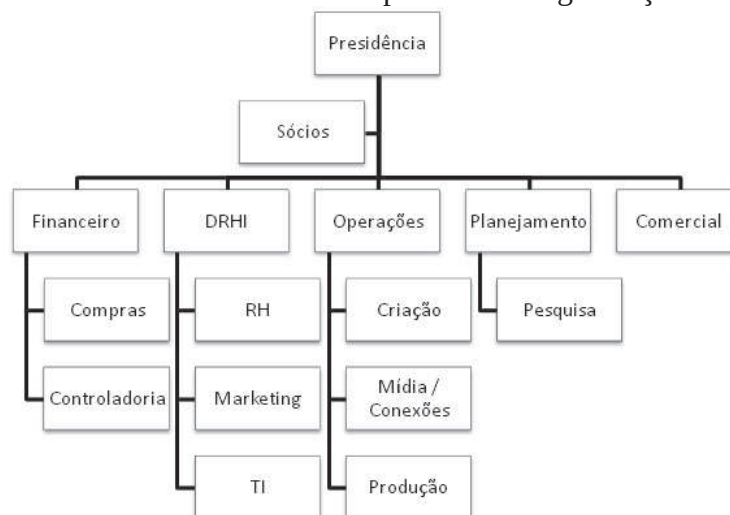 Presidência
Sócios
Financeiro
DRHI
Operações
Planejamento
Comercial
Compras
RH
Criação
Pesquisa
Controladoria
Marketing
Mídia /
Conexões
TI
Produção